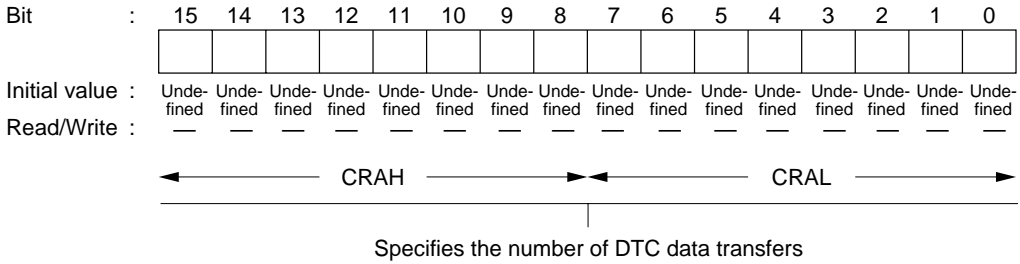 Bit : 15 14 13 12 11 10 9 8 7 6 5 4 3 2 1 0
Initial value : Unde- Unde- Unde- Unde- Unde- Unde- Unde- Unde- Unde- Unde- Unde- Unde- Unde- Unde- Unde- Unde-
fined fined fined fined fined fined fined fined fined fined fined fined fined fined fined fined
Read/Write : — — — — — — — — — — — — — — — —
CRAH CRAL
Specifies the number of DTC data transfers